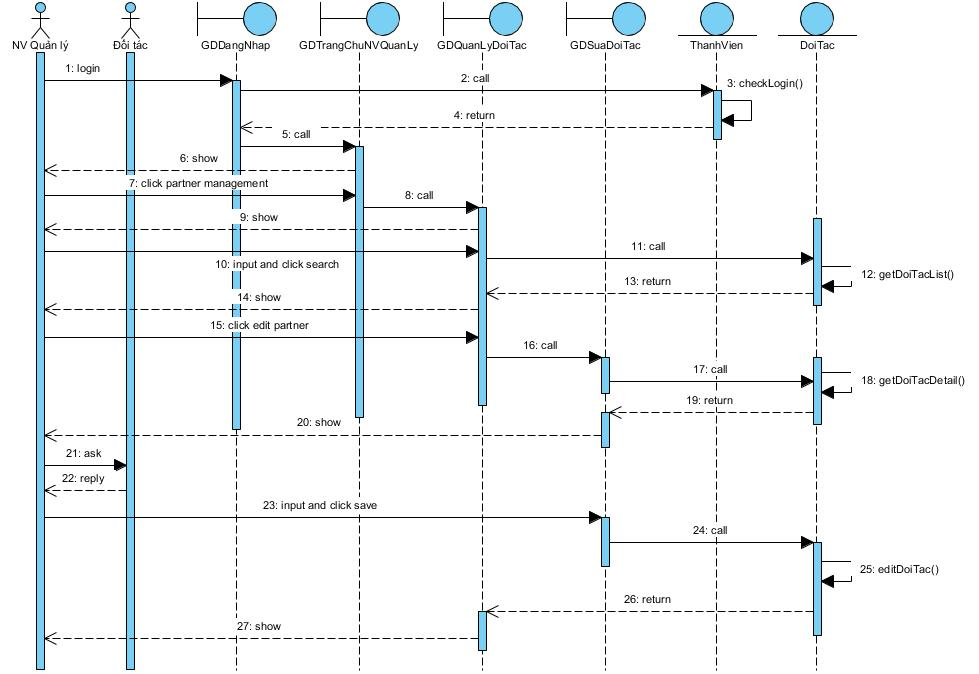 NV Quản lý
Đối tác
GDDangNhap
GDTrangChuNVQuanLy
GDQuanLyDoiTac
GDSuaDoiTac
ThanhVien
DoiTac
1: login
2: call
3: checkLogin()
4: return
5: call
6: show
7: click partner management
8: call
9: show
10: input and click search
11: call
12: getDoiTacList()
13: return
14: show
15: click edit partner
16: call
17: call
18: getDoiTacDetail()
19: return
20: show
21: ask
22: reply
23: input and click save
24: call
25: editDoiTac()
26: return
27: show